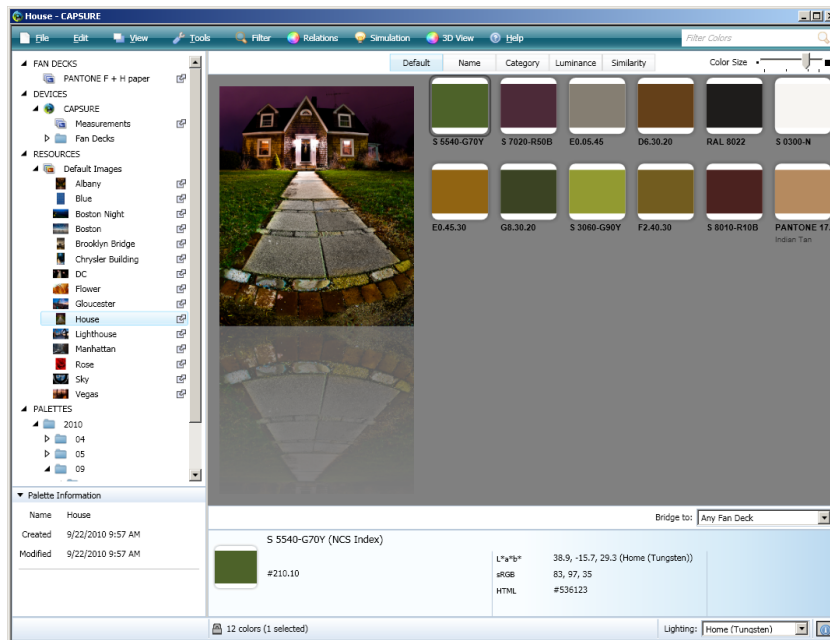 House - CAPSURE
File Edit View Tools Filter Relations Simulation 3D View Help Filter Colors
FAN DECKS
PANTONE F + H paper
DEVICES
CAPSURE
Measurements
Fan Decks
RESOURCES
Default Images
Albany
Blue
Boston Night
Boston
Brooklyn Bridge
Chrysler Building
DC
Flower
Gloucester
House
Lighthouse
Manhattan
Rose
Sky
Vegas
PALETTES
2010
04
05
09
Palette Information
Name House
Created 9/22/2010 9:57 AM
Modified 9/22/2010 9:57 AM
Default Name Category Luminance Similarity Color Size
S 5540-G70Y S 7020-R50B E0.05.45 D6.30.20 RAL 8022 S 0300-N
E0.45.30 G8.30.20 S 3060-G90Y F2.40.30 S 8010-R10B PANTONE 17.
Indian Tan
Bridge to: Any Fan Deck
S 5540-G70Y (NCS Index)
#210.10
L*a*b* 38.9, -15.7, 29.3 (Home (Tungsten))
sRGB 83, 97, 35
HTML #536123
12 colors (1 selected)
Lighting: Home (Tungsten)